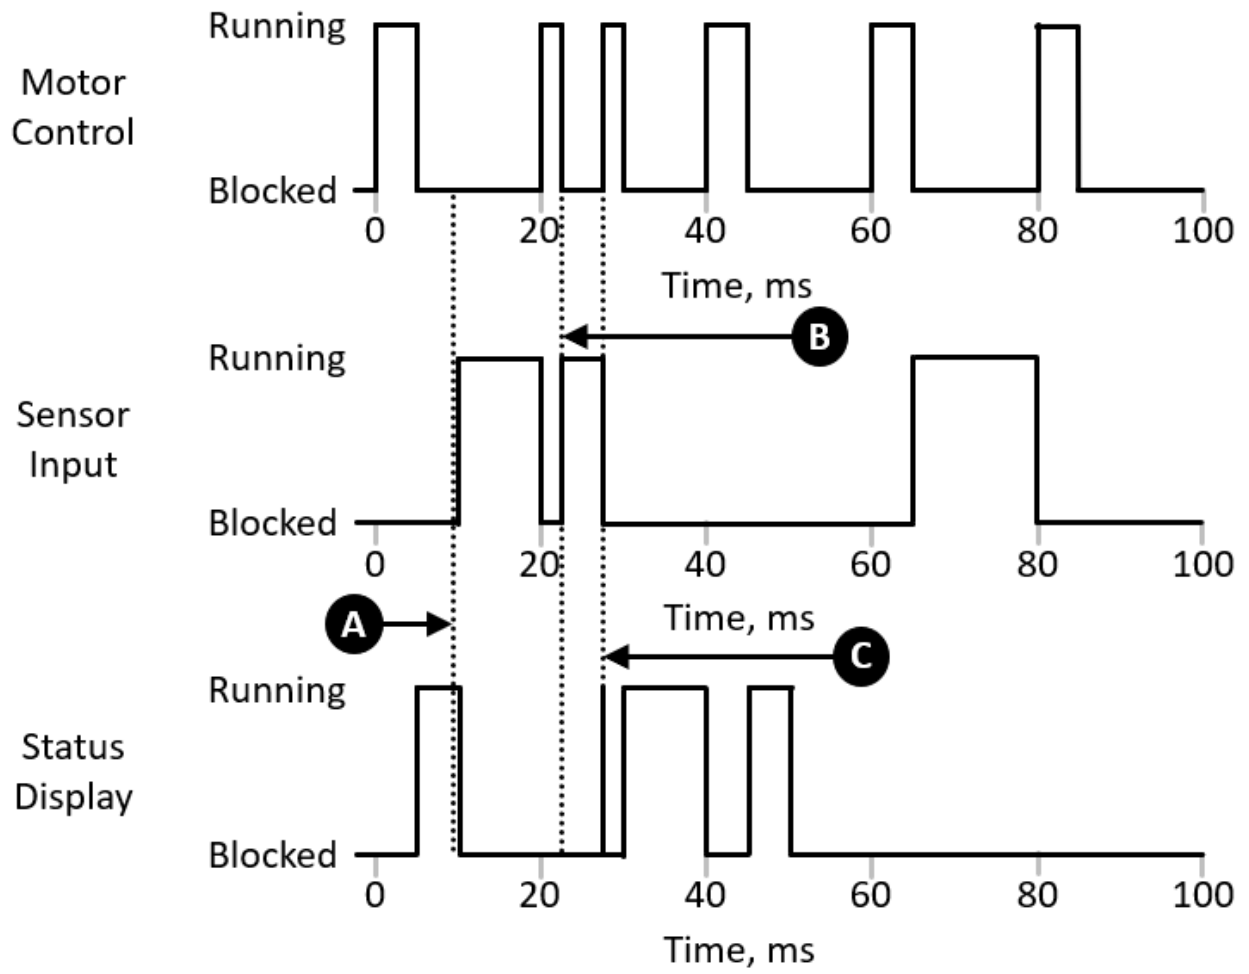 Running
Motor
Control
Blocked
0 20 40 60 80 100
Time, ms
B
Running
Sensor
Input
Blocked
0 20 40 60 80 100
A
Time, ms
C
Running
Status
Display
Blocked
0 20 40 60 80 100
Time, ms